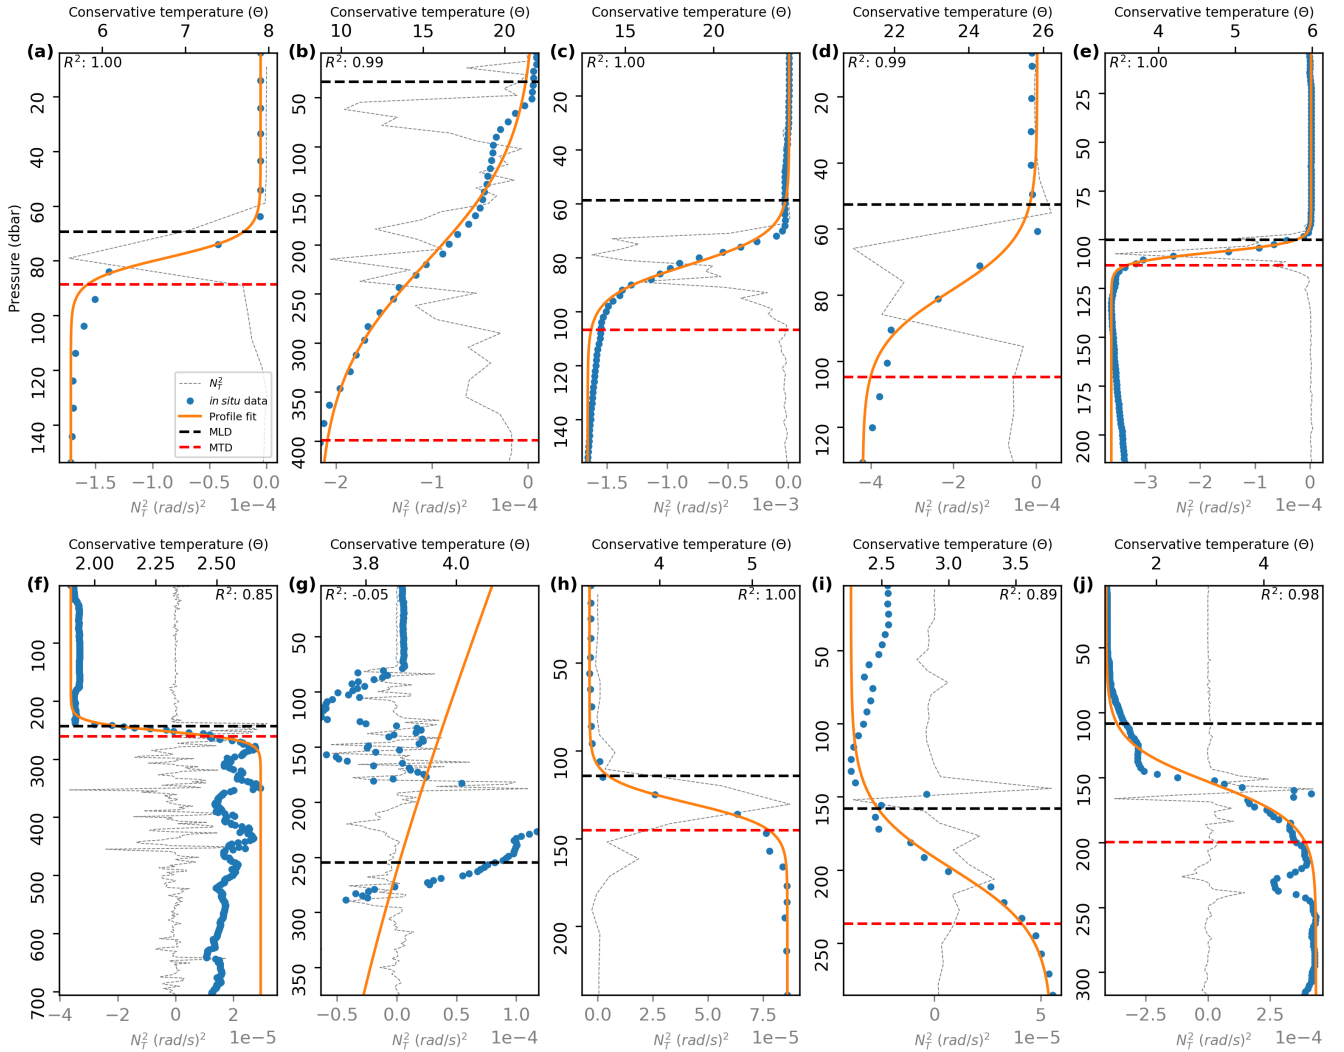 Conservative temperature (Θ) Conservative temperature (Θ) Conservative temperature (Θ) Conservative temperature (Θ) Conservative temperature (Θ)
6 7 8 10 15 20 15 20 22 24 26 4 5 6
(a) R²: 1.00
(b) R²: 0.99
(c) R²: 1.00
(d) R²: 0.99
(e) R²: 1.00
Pressure (dbar)
20 40 60 80 100 120 140
50 100 150 200 250 300 350 400
20 40 60 80 100 120 140
20 40 60 80 100 120
25 50 75 100 125 150 175 200
N_T²
in situ data
Profile fit
MLD
MTD
−1.5 −1.0 −0.5 0.0 −2 −1 0 −1.5 −1.0 −0.5 0.0 −4 −2 0 −3 −2 −1 0
N_T² (rad/s)² 1e−4 N_T² (rad/s)² 1e−4 N_T² (rad/s)² 1e−3 N_T² (rad/s)² 1e−4 N_T² (rad/s)² 1e−4
Conservative temperature (Θ) Conservative temperature (Θ) Conservative temperature (Θ) Conservative temperature (Θ) Conservative temperature (Θ)
2.00 2.25 2.50 3.8 4.0 4 5 2.5 3.0 3.5 2 4
(f) R²: 0.85
(g) R²: -0.05
(h) R²: 1.00
(i) R²: 0.89
(j) R²: 0.98
100 200 300 400 500 600 700
50 100 150 200 250 300 350
50 100 150 200
50 100 150 200 250
50 100 150 200 250 300
−4 −2 0 2 −0.5 0.0 0.5 1.0 0.0 2.5 5.0 7.5 0 5 −2.5 0.0 2.5
N_T² (rad/s)² 1e−5 N_T² (rad/s)² 1e−4 N_T² (rad/s)² 1e−5 N_T² (rad/s)² 1e−5 N_T² (rad/s)² 1e−4